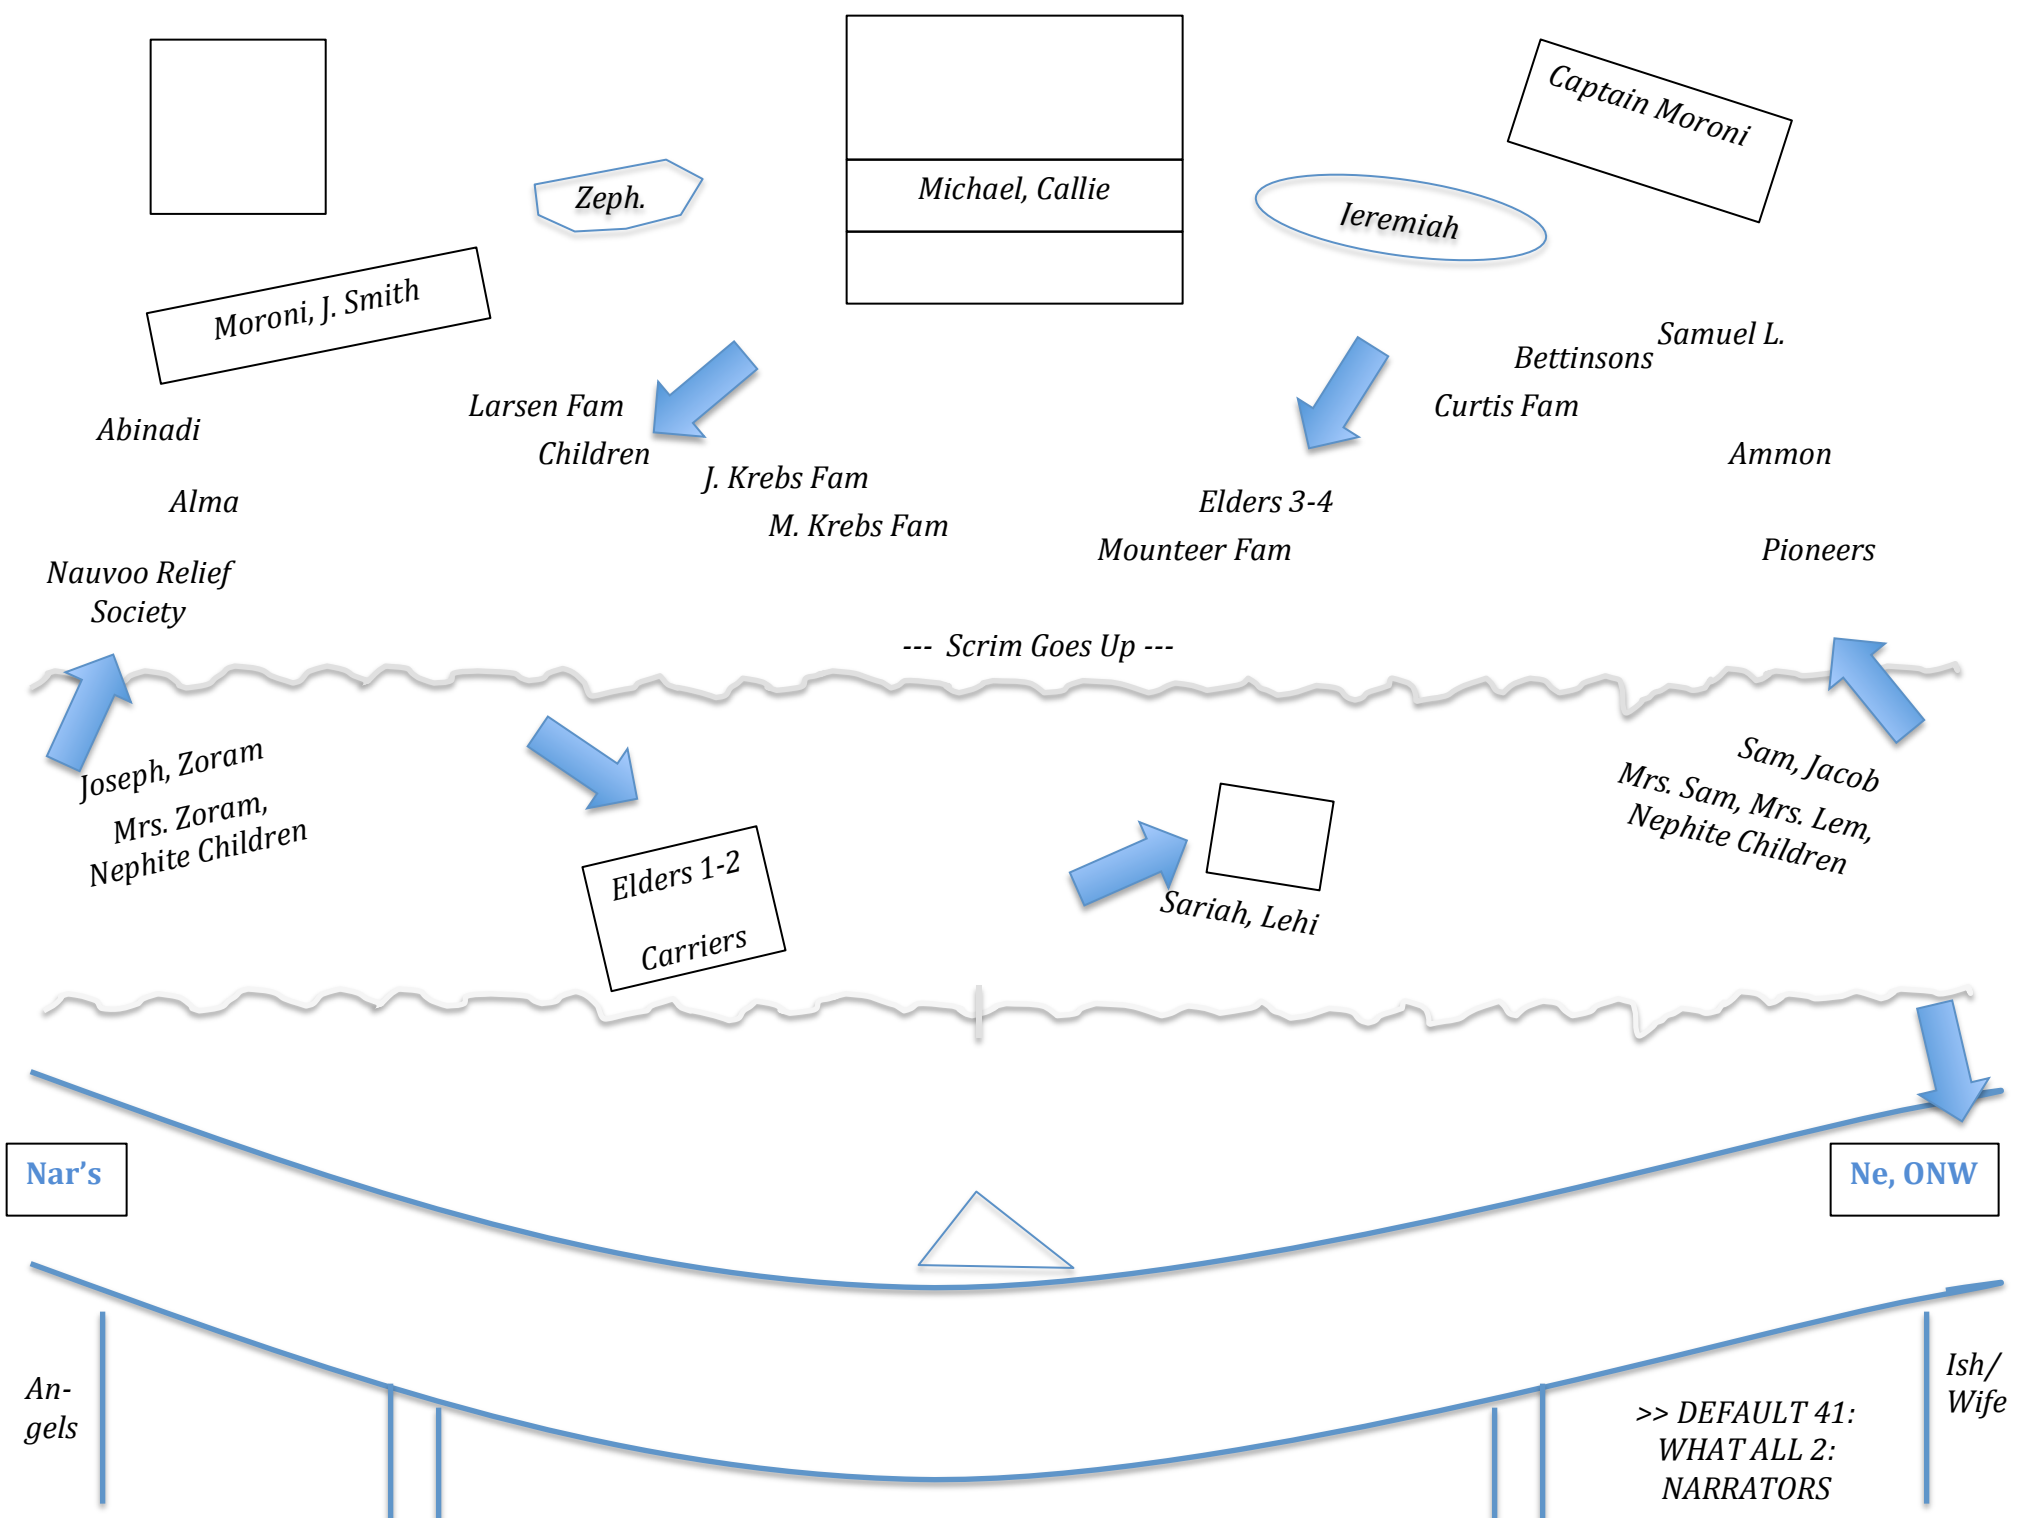 Captain Moroni
Zeph.
Michael, Callie
Jeremiah
Moroni, J. Smith
Samuel L.
Bettinsons
Larsen Fam
Curtis Fam
Abinadi
Children
Ammon
J. Krebs Fam
Alma
Elders 3-4
M. Krebs Fam
Mounteer Fam
Pioneers
Nauvoo Relief
Society
--- Scrim Goes Up ---
Joseph, Zoram
Mrs. Zoram,
Nephite Children
Sam, Jacob
Mrs. Sam, Mrs. Lem,
Nephite Children
Elders 1-2
Carriers
Sariah, Lehi
Nar's
Ne, ONW
An-
gels
>> DEFAULT 41:
WHAT ALL 2:
NARRATORS
Ish/
Wife